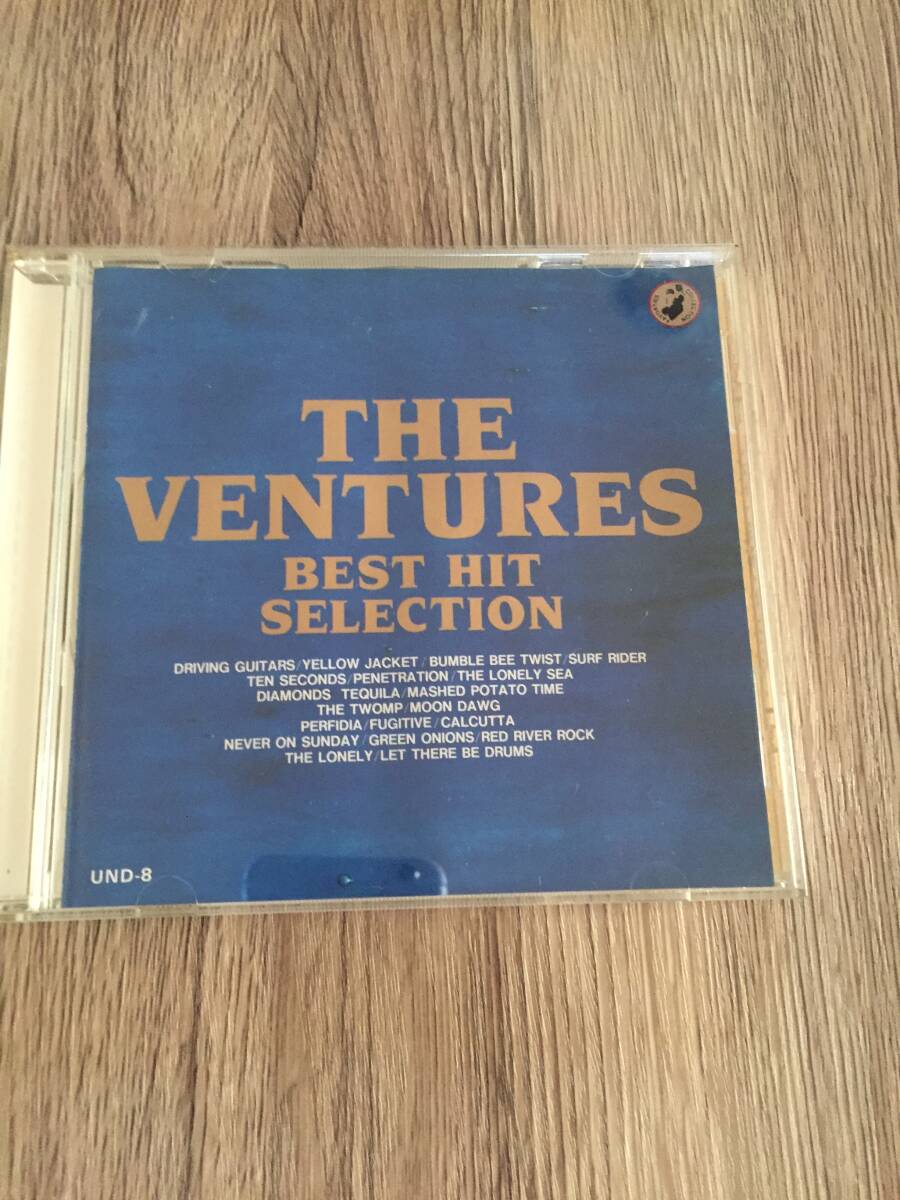 THE
VENTURES
BEST HIT
SELECTION
DRIVING GUITARS/YELLOW JACKET/BUMBLE BEE TWIST/SURF RIDER
TEN SECONDS/PENETRATION/THE LONELY SEA
DIAMONDS TEQUILA/MASHED POTATO TIME
THE TWOMP/MOON DAWG
PERFIDIA/FUGITIVE/CALCUTTA
NEVER ON SUNDAY/GREEN ONIONS/RED RIVER ROCK
THE LONELY/LET THERE BE DRUMS
UND-8